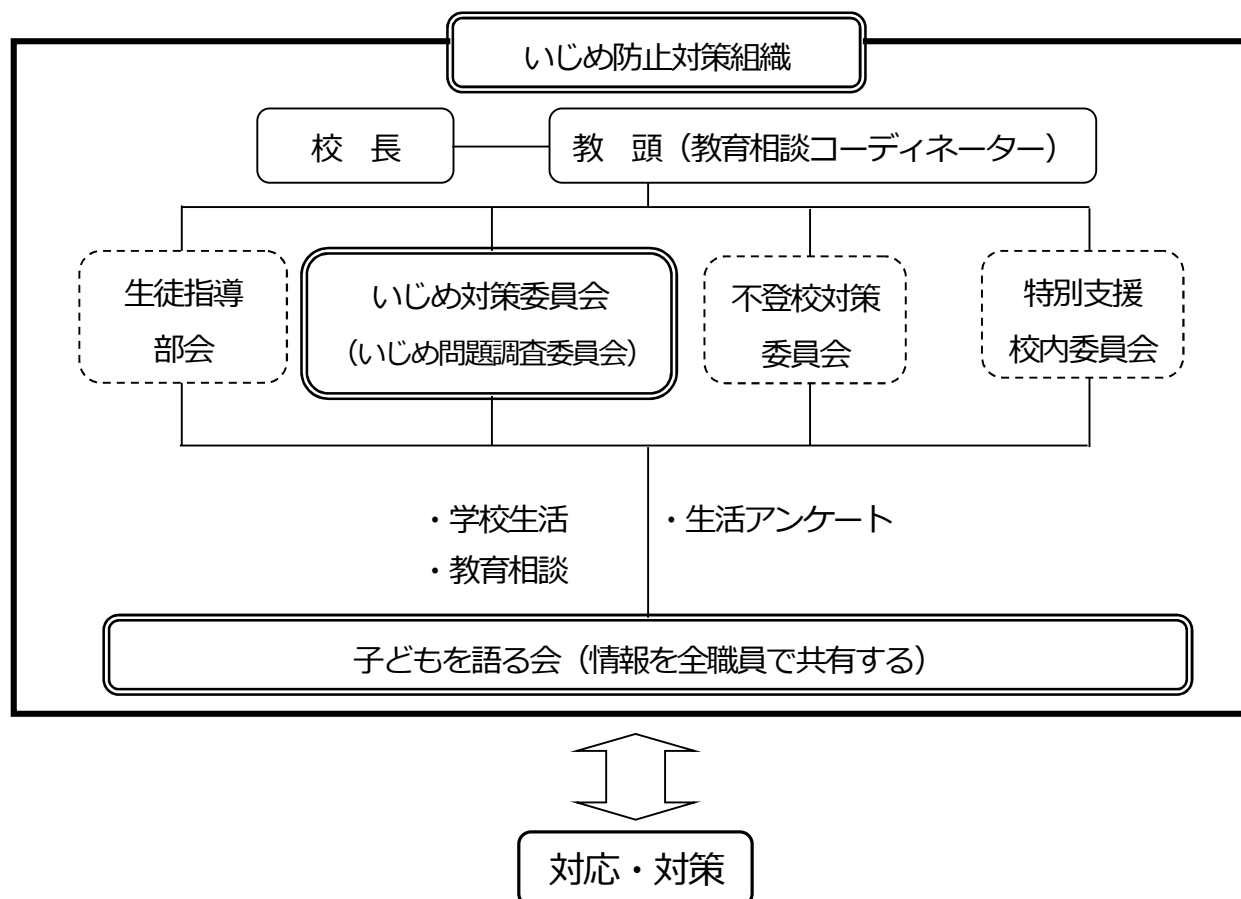 いじめ防止対策組織
校　長
教　頭（教育相談コーディネーター）
生徒指導
部会
いじめ対策委員会
（いじめ問題調査委員会）
不登校対策
委員会
特別支援
校内委員会
・学校生活
・生活アンケート
・教育相談
子どもを語る会（情報を全職員で共有する）
対応・対策